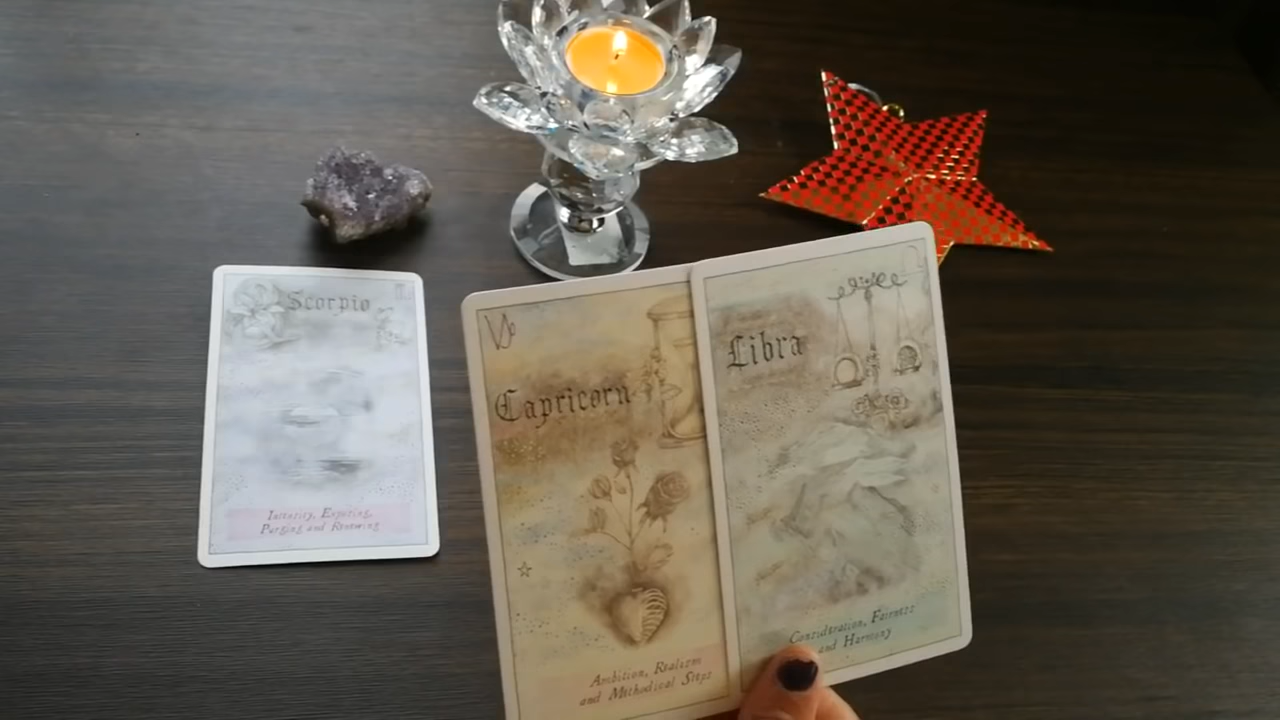 Scorpio
Intensity, Exposing,
Purging and Renewing
Capricorn
Ambition, Realism
and Methodical Steps
Libra
Consideration, Fairness
and Harmony